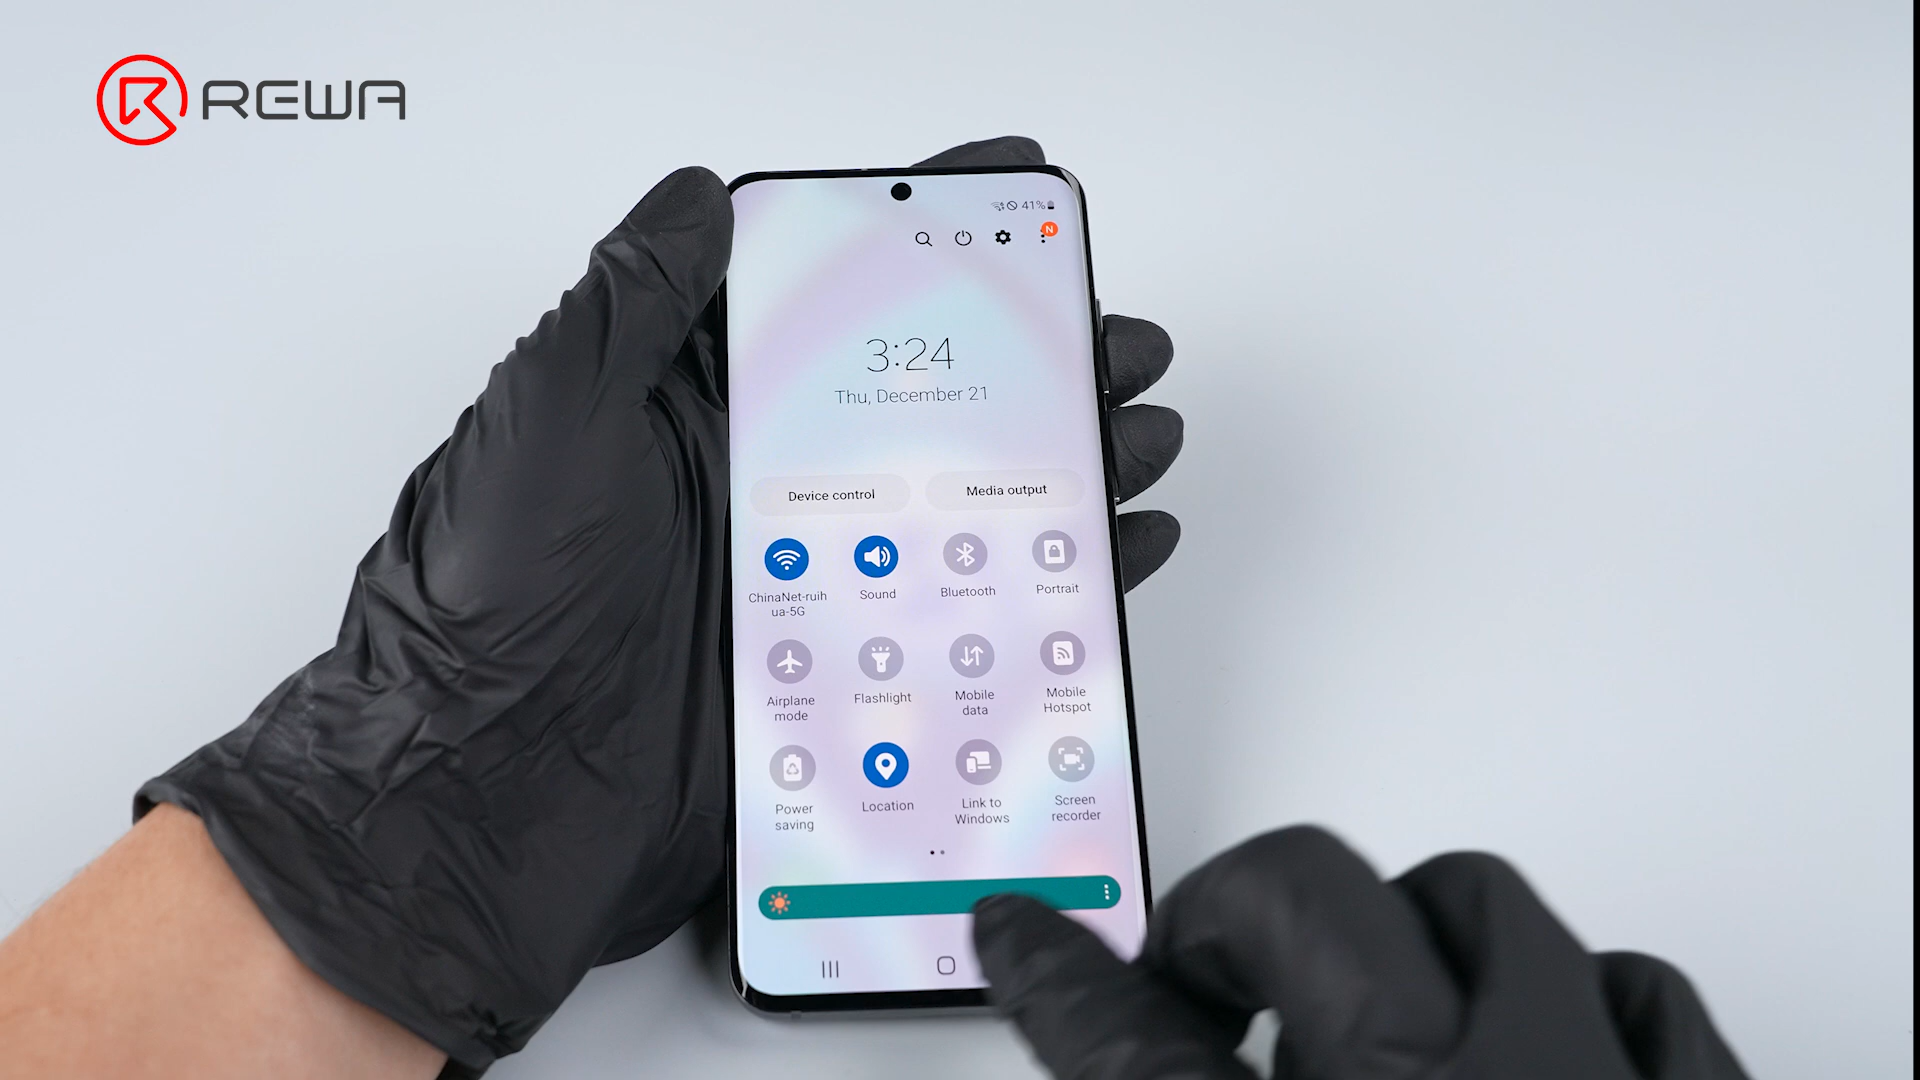 REWA
41%
N
3:24
Thu, December 21
Device control
Media output
ChinaNet-ruih
ua-5G
Sound
Bluetooth
Portrait
Airplane
mode
Flashlight
Mobile
data
Mobile
Hotspot
Power
saving
Location
Link to
Windows
Screen
recorder